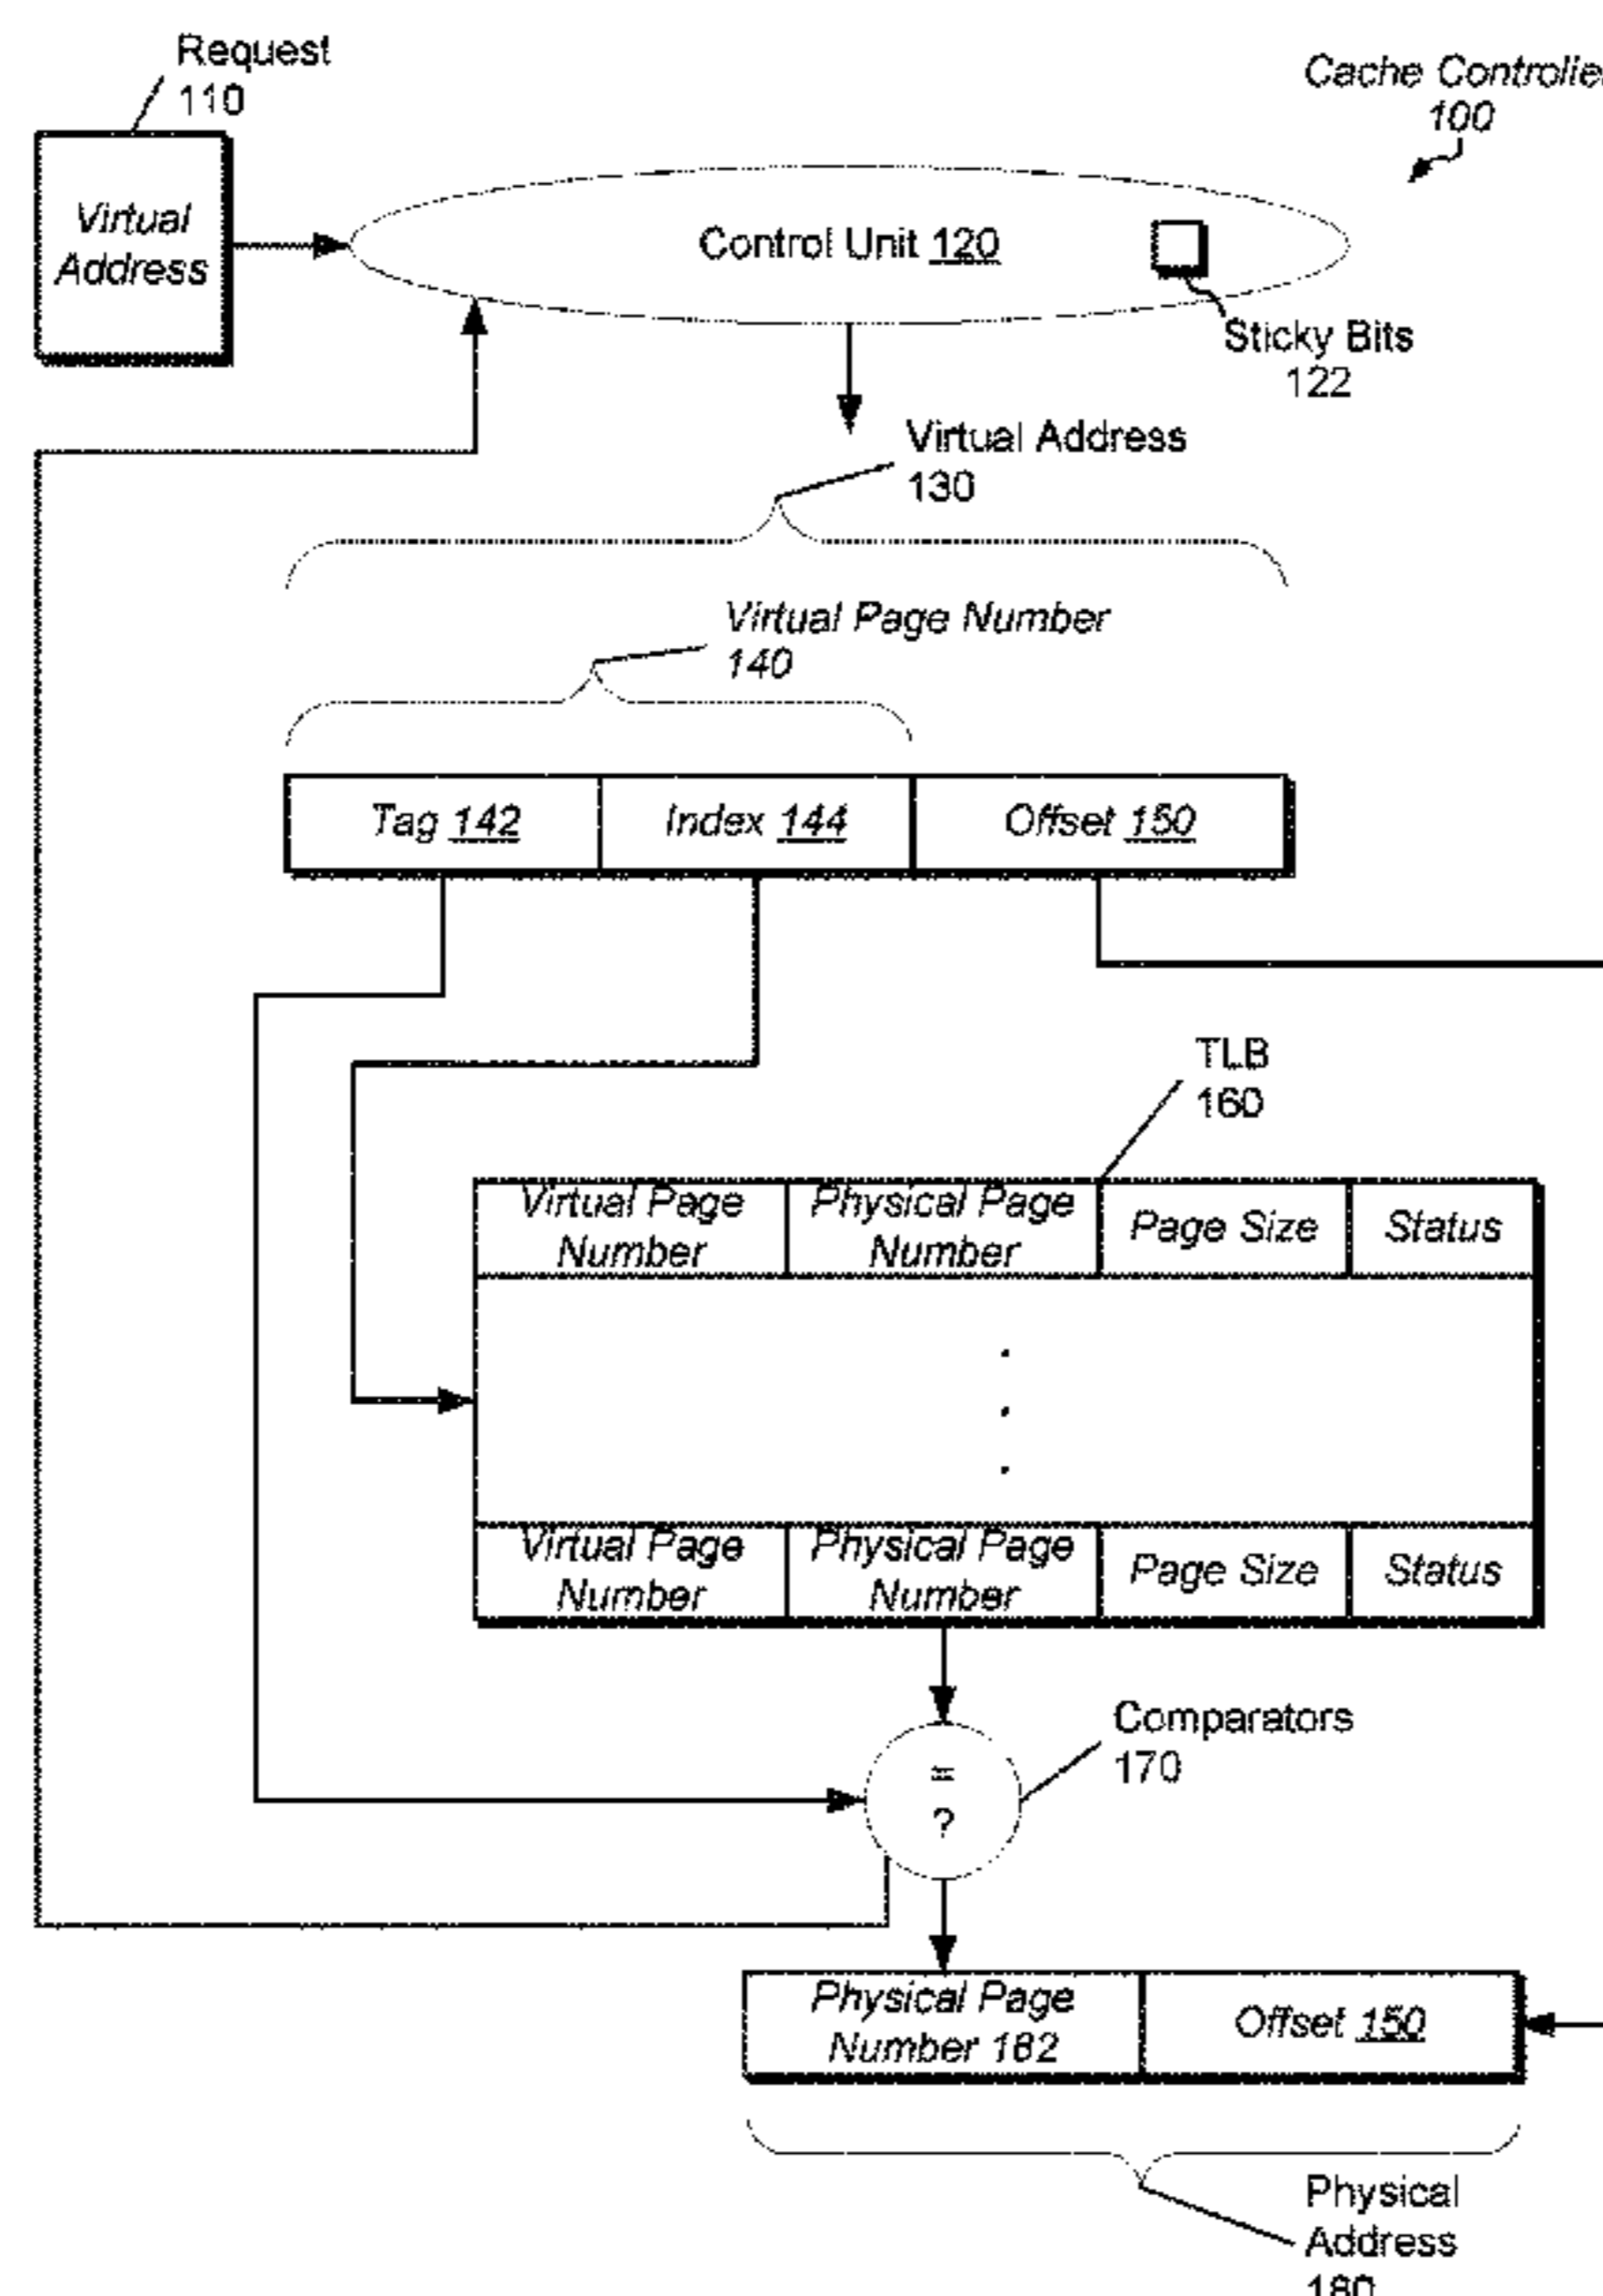 Request
110
Cache Controller
100
Virtual
Address
Control Unit 120
Sticky Bits
122
Virtual Address
130
Virtual Page Number
140
Tag 142
Index 144
Offset 150
TLB
160
Virtual Page
Number
Physical Page
Number
Page Size
Status
.
.
.
Virtual Page
Number
Physical Page
Number
Page Size
Status
Comparators
170
=
?
Physical Page
Number 182
Offset 150
Physical
Address
180